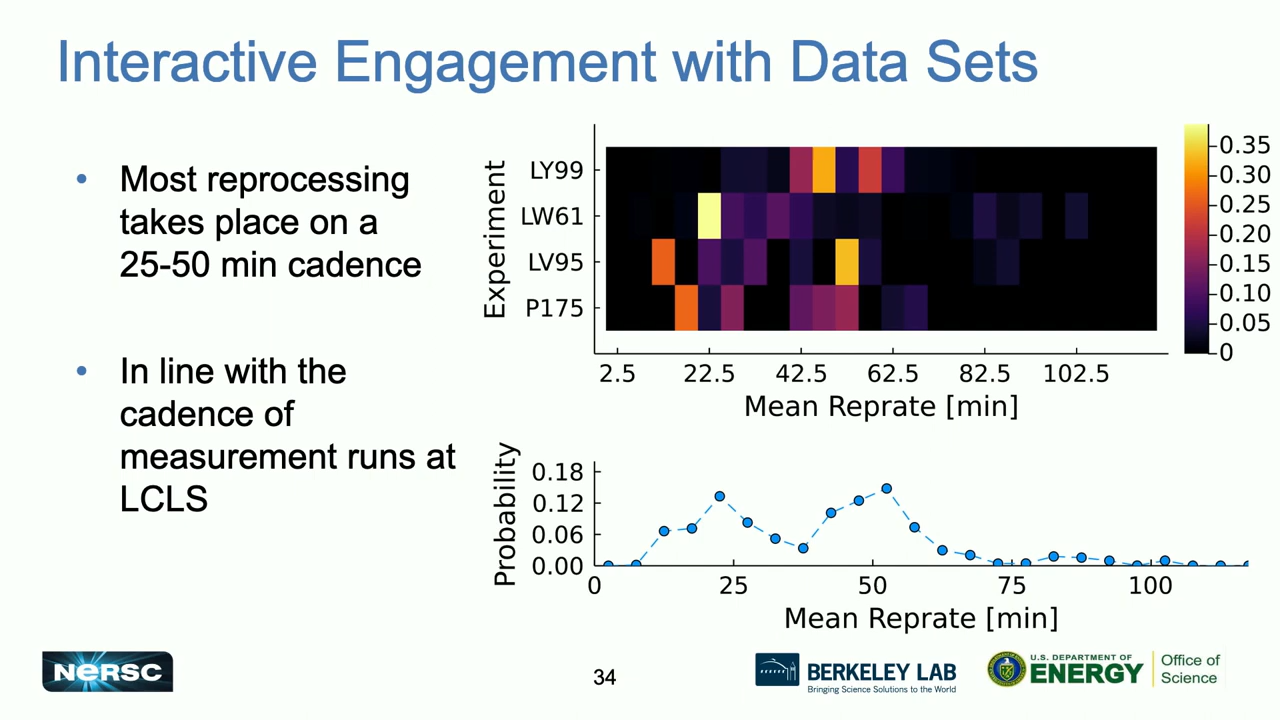 Interactive Engagement with Data Sets
• Most reprocessing
takes place on a
25-50 min cadence
• In line with the
cadence of
measurement runs at
LCLS
Experiment
LY99
LW61
LV95
P175
2.5 22.5 42.5 62.5 82.5 102.5
Mean Reprate [min]
0.35
0.30
0.25
0.20
0.15
0.10
0.05
0
Probability
0.18
0.12
0.06
0.00
0 25 50 75 100
Mean Reprate [min]
NERSC
34
BERKELEY LAB
Bringing Science Solutions to the World
U.S. DEPARTMENT OF
ENERGY
Office of
Science